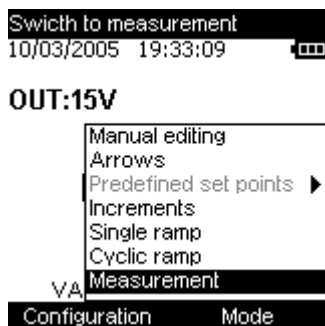 Swicth to measurement
10/03/2005 19:33:09
OUT:15V
Manual editing
Arrows
Predefined set points
Increments
Single ramp
Cyclic ramp
Measurement
VA
Configuration Mode